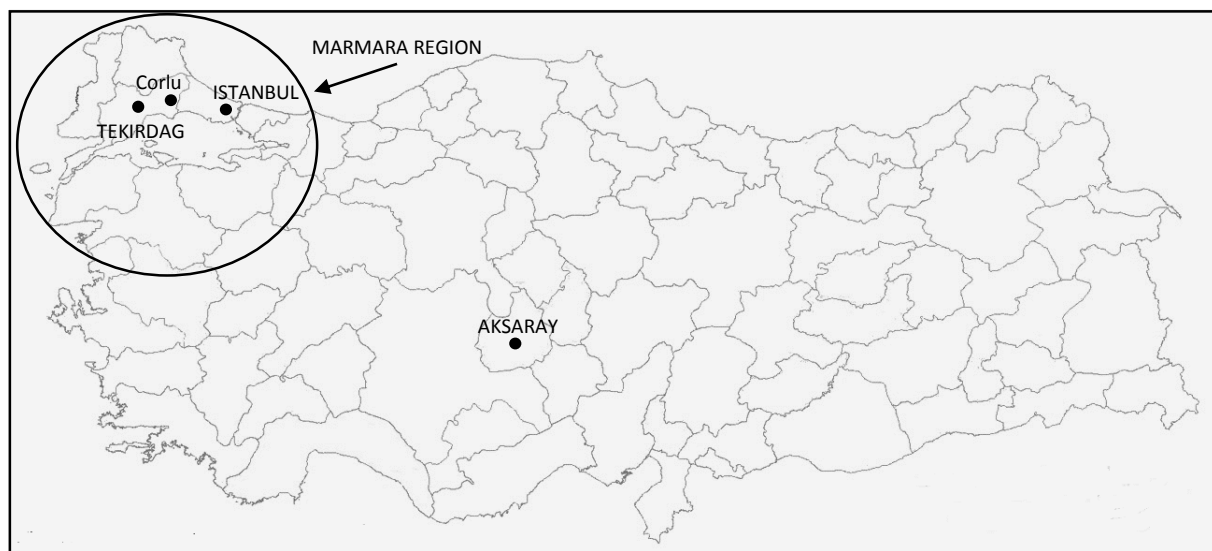 MARMARA REGION
Corlu
ISTANBUL
TEKIRDAG
AKSARAY